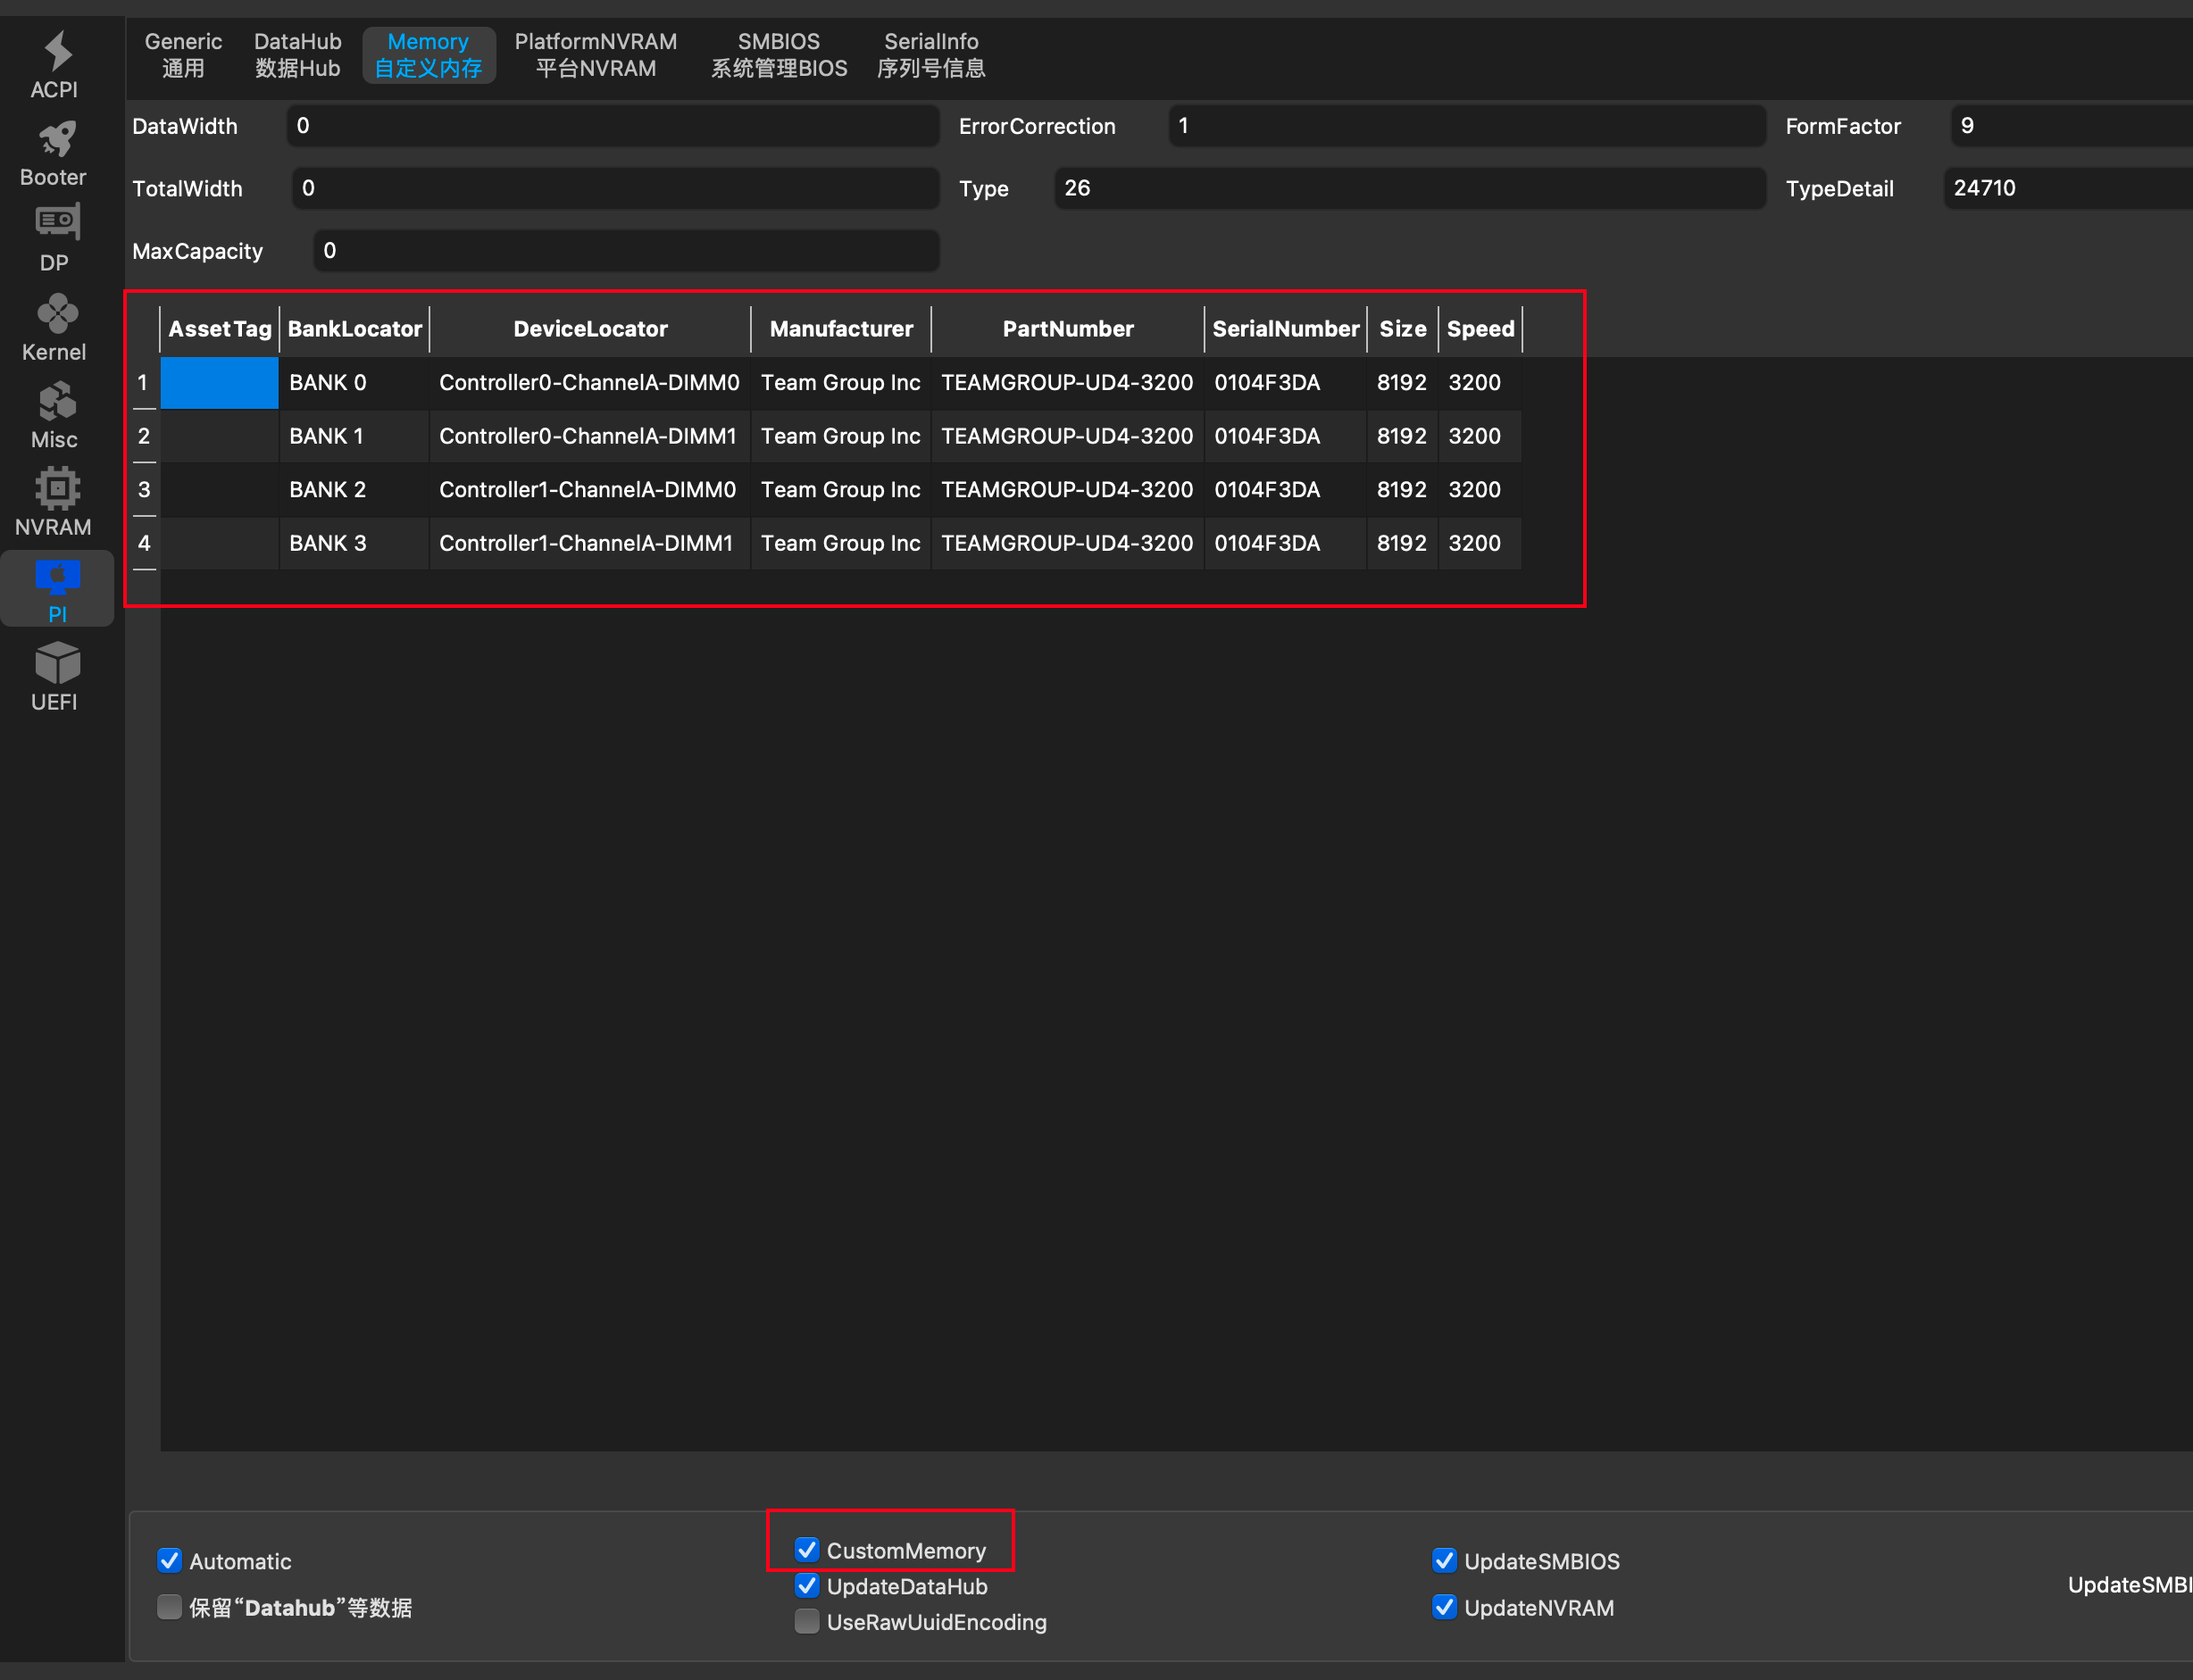 Generic
通用
DataHub
数据Hub
Memory
自定义内存
PlatformNVRAM
平台NVRAM
SMBIOS
系统管理BIOS
SerialInfo
序列号信息
ACPI
Booter
DP
Kernel
Misc
NVRAM
PI
UEFI
DataWidth 0 ErrorCorrection 1 FormFactor 9
TotalWidth 0 Type 26 TypeDetail 24710
MaxCapacity 0
AssetTag BankLocator DeviceLocator Manufacturer PartNumber SerialNumber Size Speed
1 BANK 0 Controller0-ChannelA-DIMM0 Team Group Inc TEAMGROUP-UD4-3200 0104F3DA 8192 3200
2 BANK 1 Controller0-ChannelA-DIMM1 Team Group Inc TEAMGROUP-UD4-3200 0104F3DA 8192 3200
3 BANK 2 Controller1-ChannelA-DIMM0 Team Group Inc TEAMGROUP-UD4-3200 0104F3DA 8192 3200
4 BANK 3 Controller1-ChannelA-DIMM1 Team Group Inc TEAMGROUP-UD4-3200 0104F3DA 8192 3200
Automatic
保留“Datahub”等数据
CustomMemory
UpdateDataHub
UseRawUuidEncoding
UpdateSMBIOS
UpdateNVRAM
UpdateSMBI